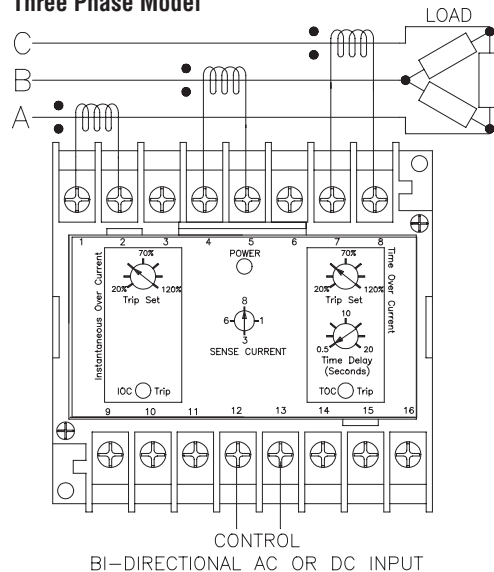 Three Phase Model
LOAD
C
B
A
1 2 3 4 5 6 7 8
Instantaneous Over Current
70%
20% 120%
Trip Set
IOC Trip
POWER
8
6 1
3
SENSE CURRENT
70%
20% 120%
Trip Set
10
0.5 20
Time Delay
(Seconds)
TOC Trip
Time Over Current
9 10 11 12 13 14 15 16
CONTROL
BI-DIRECTIONAL AC OR DC INPUT